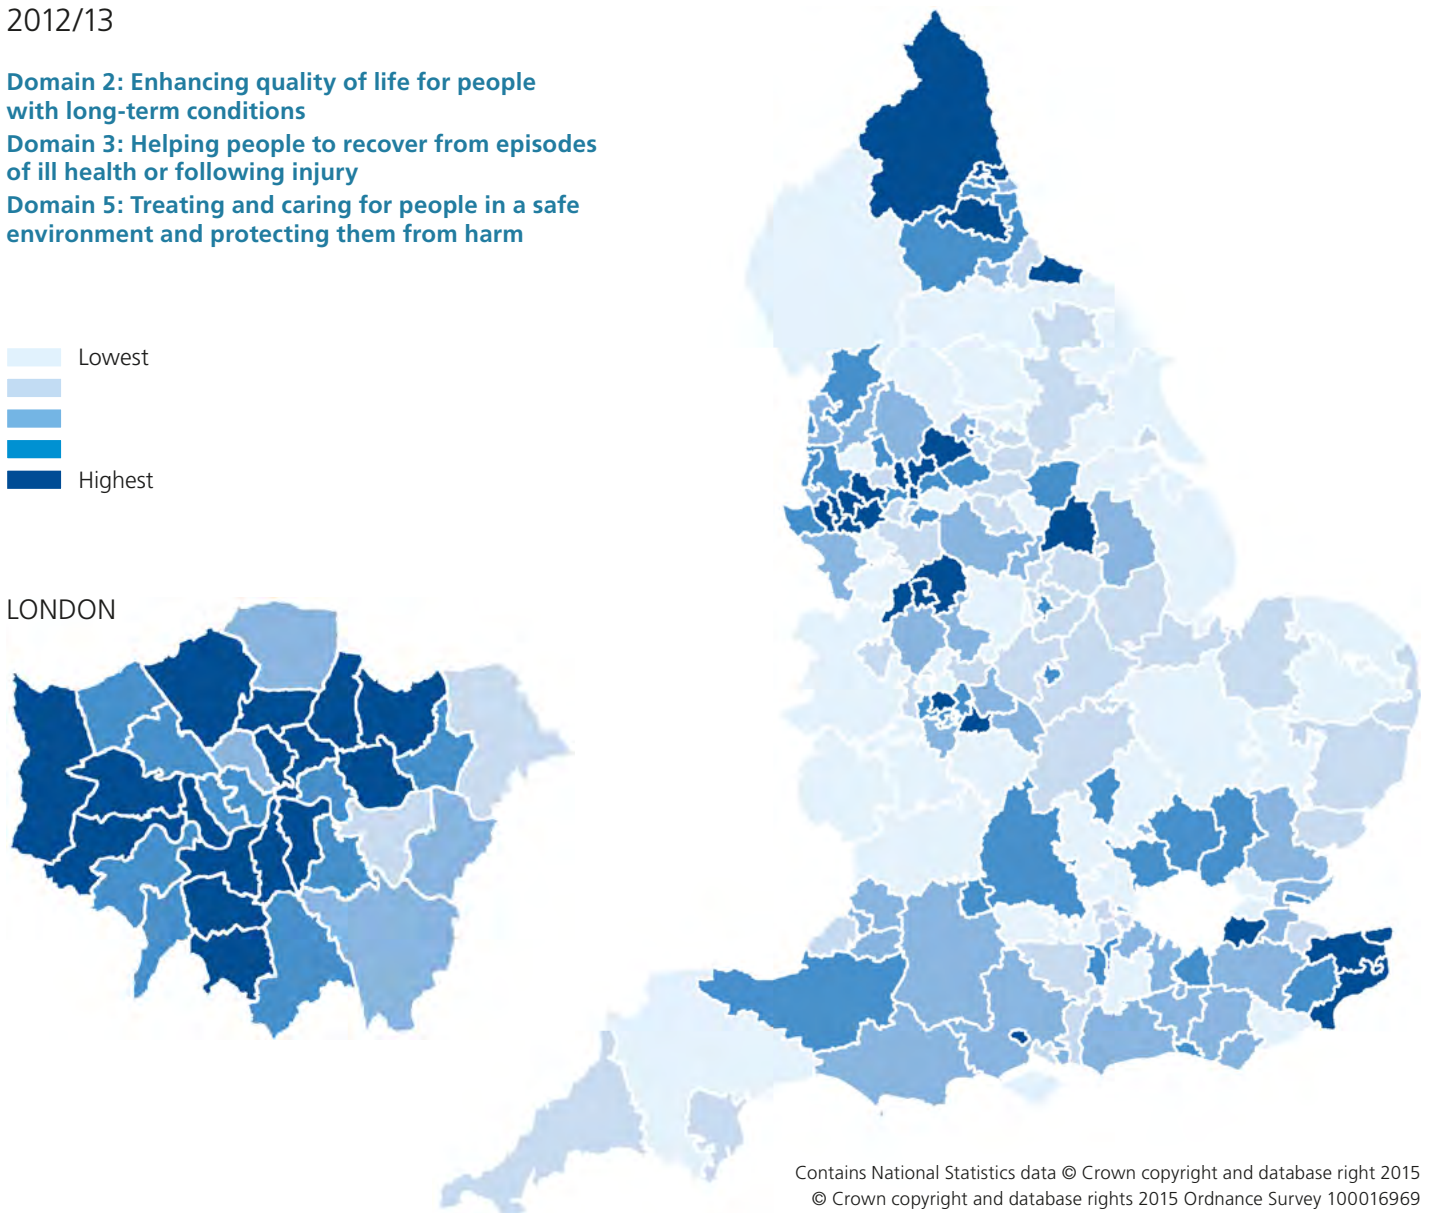 2012/13
Domain 2: Enhancing quality of life for people
with long-term conditions
Domain 3: Helping people to recover from episodes
of ill health or following injury
Domain 5: Treating and caring for people in a safe
environment and protecting them from harm
Lowest
Highest
LONDON
Contains National Statistics data © Crown copyright and database right 2015
© Crown copyright and database rights 2015 Ordnance Survey 100016969